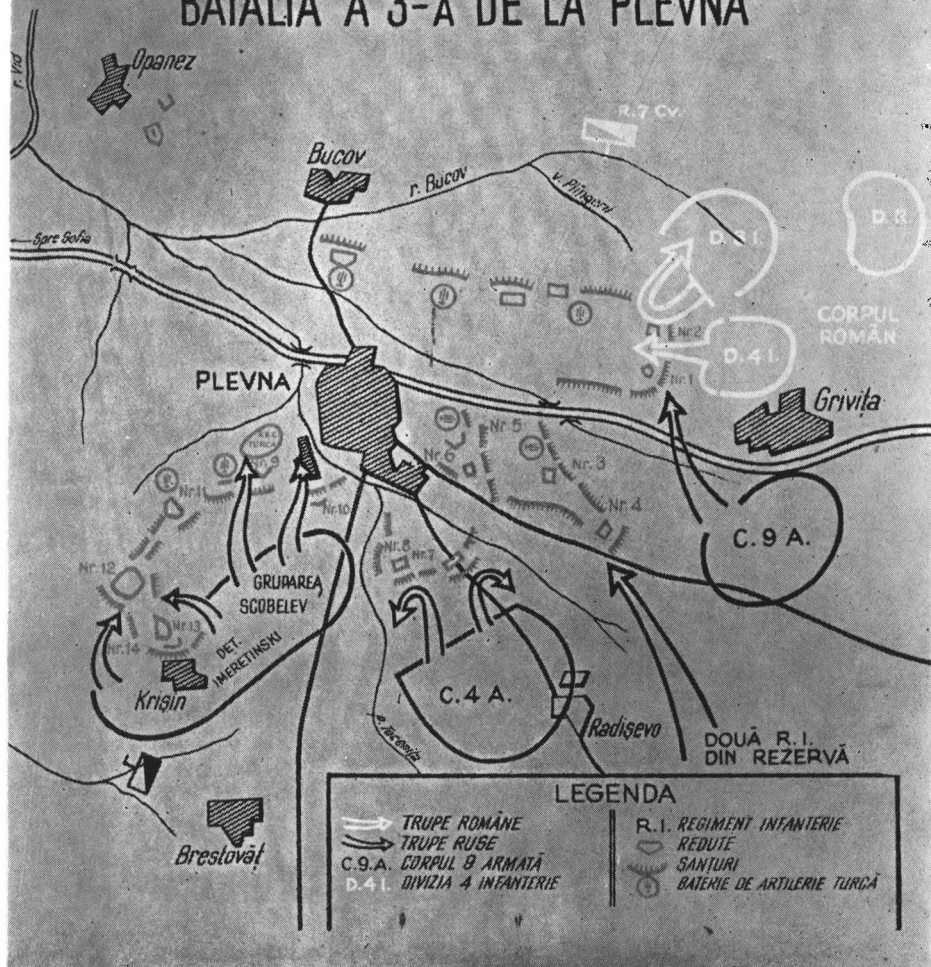 BATALIA A 3-A DE LA PLEVNA
r. Vid
Opanez
R.7 Cv.
Bucov
r. Bucov
Spre Sofia
D.R.
CORPUL
ROMÂN
Nr.2
D.4 I.
Nr.1
PLEVNA
Grivița
Nr.5
Nr.6
Nr.3
Nr.9
Nr.11
Nr.10
Nr.4
C.9 A.
Nr.8
Nr.7
Nr.12
GRUPAREA
SCOBELEV
Nr.13
Nr.14
DET.
IMERETINSKI
Krișin
C.4 A.
Radișevo
DOUĂ R.I.
DIN REZERVĂ
Brestovăț
LEGENDA
TRUPE ROMÂNE
TRUPE RUSE
C.9.A. CORPUL 9 ARMATĂ
D.4 I. DIVIZIA 4 INFANTERIE
R.I. REGIMENT INFANTERIE
REDUTE
ȘANȚURI
BATERIE DE ARTILERIE TURCĂ